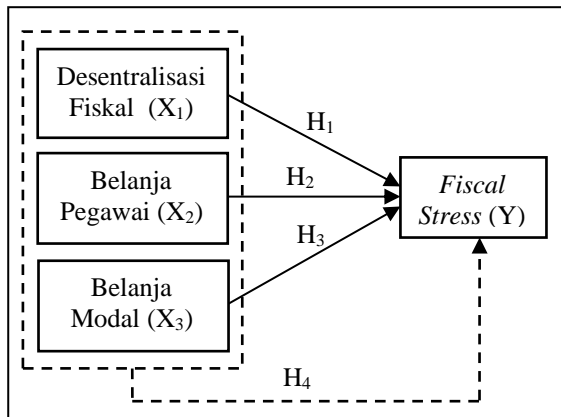 Desentralisasi
Fiskal (X₁)
H₁
Belanja
Pegawai (X₂)
H₂
Fiscal
Stress (Y)
H₃
Belanja
Modal (X₃)
H₄